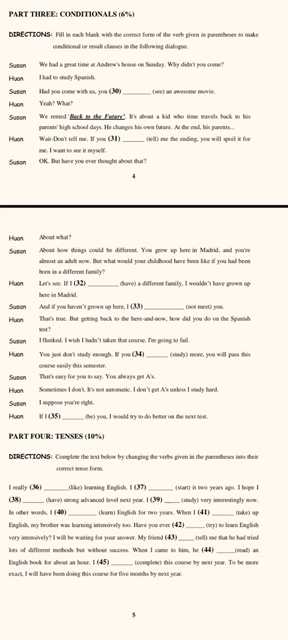 PART THREE: CONDITIONALS (6%)
DIRECTIONS: Fill in each blank with the correct form of the verb given in parentheses to make
conditional or result clauses in the following dialogue.
Susan We had a great time at Andrew's house on Sunday. Why didn't you come?
Huan I had to study Spanish.
Susan Had you come with us, you (30) ________ (see) an awesome movie.
Huan Yeah? What?
Susan We rented 'Back to the Future'. It's about a kid who time travels back to his
parents' high school days. He changes his own future. At the end, his parents...
Huan Wait-Don't tell me. If you (31) ________ (tell) me the ending, you will spoil it for
me. I want to see it myself.
Susan OK. But have you ever thought about that?
4
Huan About what?
Susan About how things could be different. You grew up here in Madrid, and you're
almost an adult now. But what would your childhood have been like if you had been
born in a different family?
Huan Let's see. If I (32) ________ (have) a different family, I wouldn't have grown up
here in Madrid.
Susan And if you haven't grown up here, I (33) ____________ (not meet) you.
Huan That's true. But getting back to the here-and-now, how did you do on the Spanish
test?
Susan I flunked. I wish I hadn't taken that course. I'm going to fail.
Huan You just don't study enough. If you (34) ______ (study) more, you will pass this
course easily this semester.
Susan That's easy for you to say. You always get A's.
Huan Sometimes I don't. It's not automatic. I don't get A's unless I study hard.
Susan I suppose you're right.
Huan If I (35) ______ (be) you, I would try to do better on the next test.
PART FOUR: TENSES (10%)
DIRECTIONS: Complete the text below by changing the verbs given in the parentheses into their
correct tense form.
I really (36) _______(like) learning English. I (37) _______ (start) it two years ago. I hope I
(38) ______ (have) strong advanced level next year. I (39) ____ (study) very interestingly now.
In other words, I (40) ________ (learn) English for two years. When I (41) ______ (take) up
English, my brother was learning intensively too. Have you ever (42) _____ (try) to learn English
very intensively? I will be waiting for your answer. My friend (43) ____ (tell) me that he had tried
lots of different methods but without success. When I came to him, he (44) ______(read) an
English book for about an hour. I (45) ______ (complete) this course by next year. To be more
exact, I will have been doing this course for five months by next year.
5